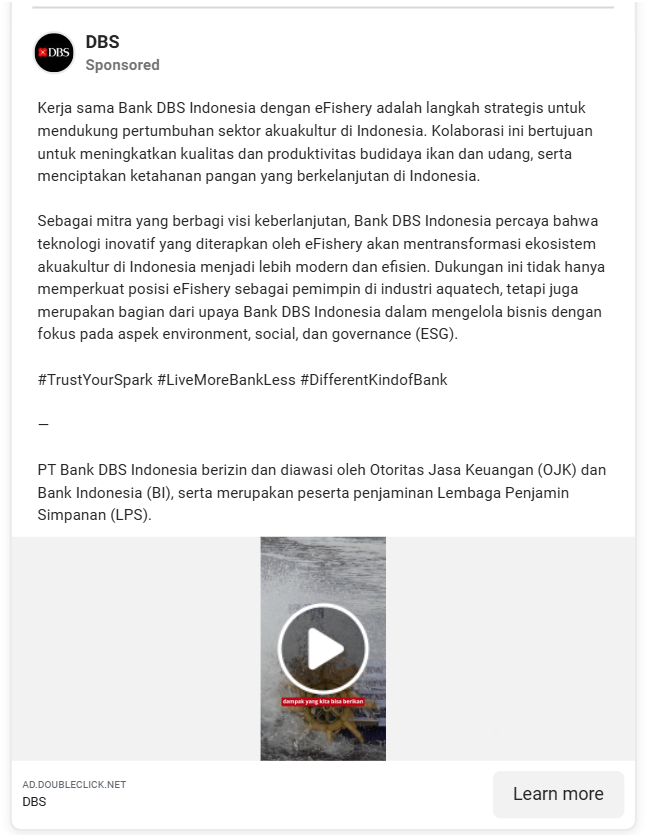 DBS
DBS
Sponsored
Kerja sama Bank DBS Indonesia dengan eFishery adalah langkah strategis untuk
mendukung pertumbuhan sektor akuakultur di Indonesia. Kolaborasi ini bertujuan
untuk meningkatkan kualitas dan produktivitas budidaya ikan dan udang, serta
menciptakan ketahanan pangan yang berkelanjutan di Indonesia.
Sebagai mitra yang berbagi visi keberlanjutan, Bank DBS Indonesia percaya bahwa
teknologi inovatif yang diterapkan oleh eFishery akan mentransformasi ekosistem
akuakultur di Indonesia menjadi lebih modern dan efisien. Dukungan ini tidak hanya
memperkuat posisi eFishery sebagai pemimpin di industri aquatech, tetapi juga
merupakan bagian dari upaya Bank DBS Indonesia dalam mengelola bisnis dengan
fokus pada aspek environment, social, dan governance (ESG).
#TrustYourSpark #LiveMoreBankLess #DifferentKindofBank
—
PT Bank DBS Indonesia berizin dan diawasi oleh Otoritas Jasa Keuangan (OJK) dan
Bank Indonesia (BI), serta merupakan peserta penjaminan Lembaga Penjamin
Simpanan (LPS).
dampak yang kita bisa berikan
AD.DOUBLECLICK.NET
DBS
Learn more